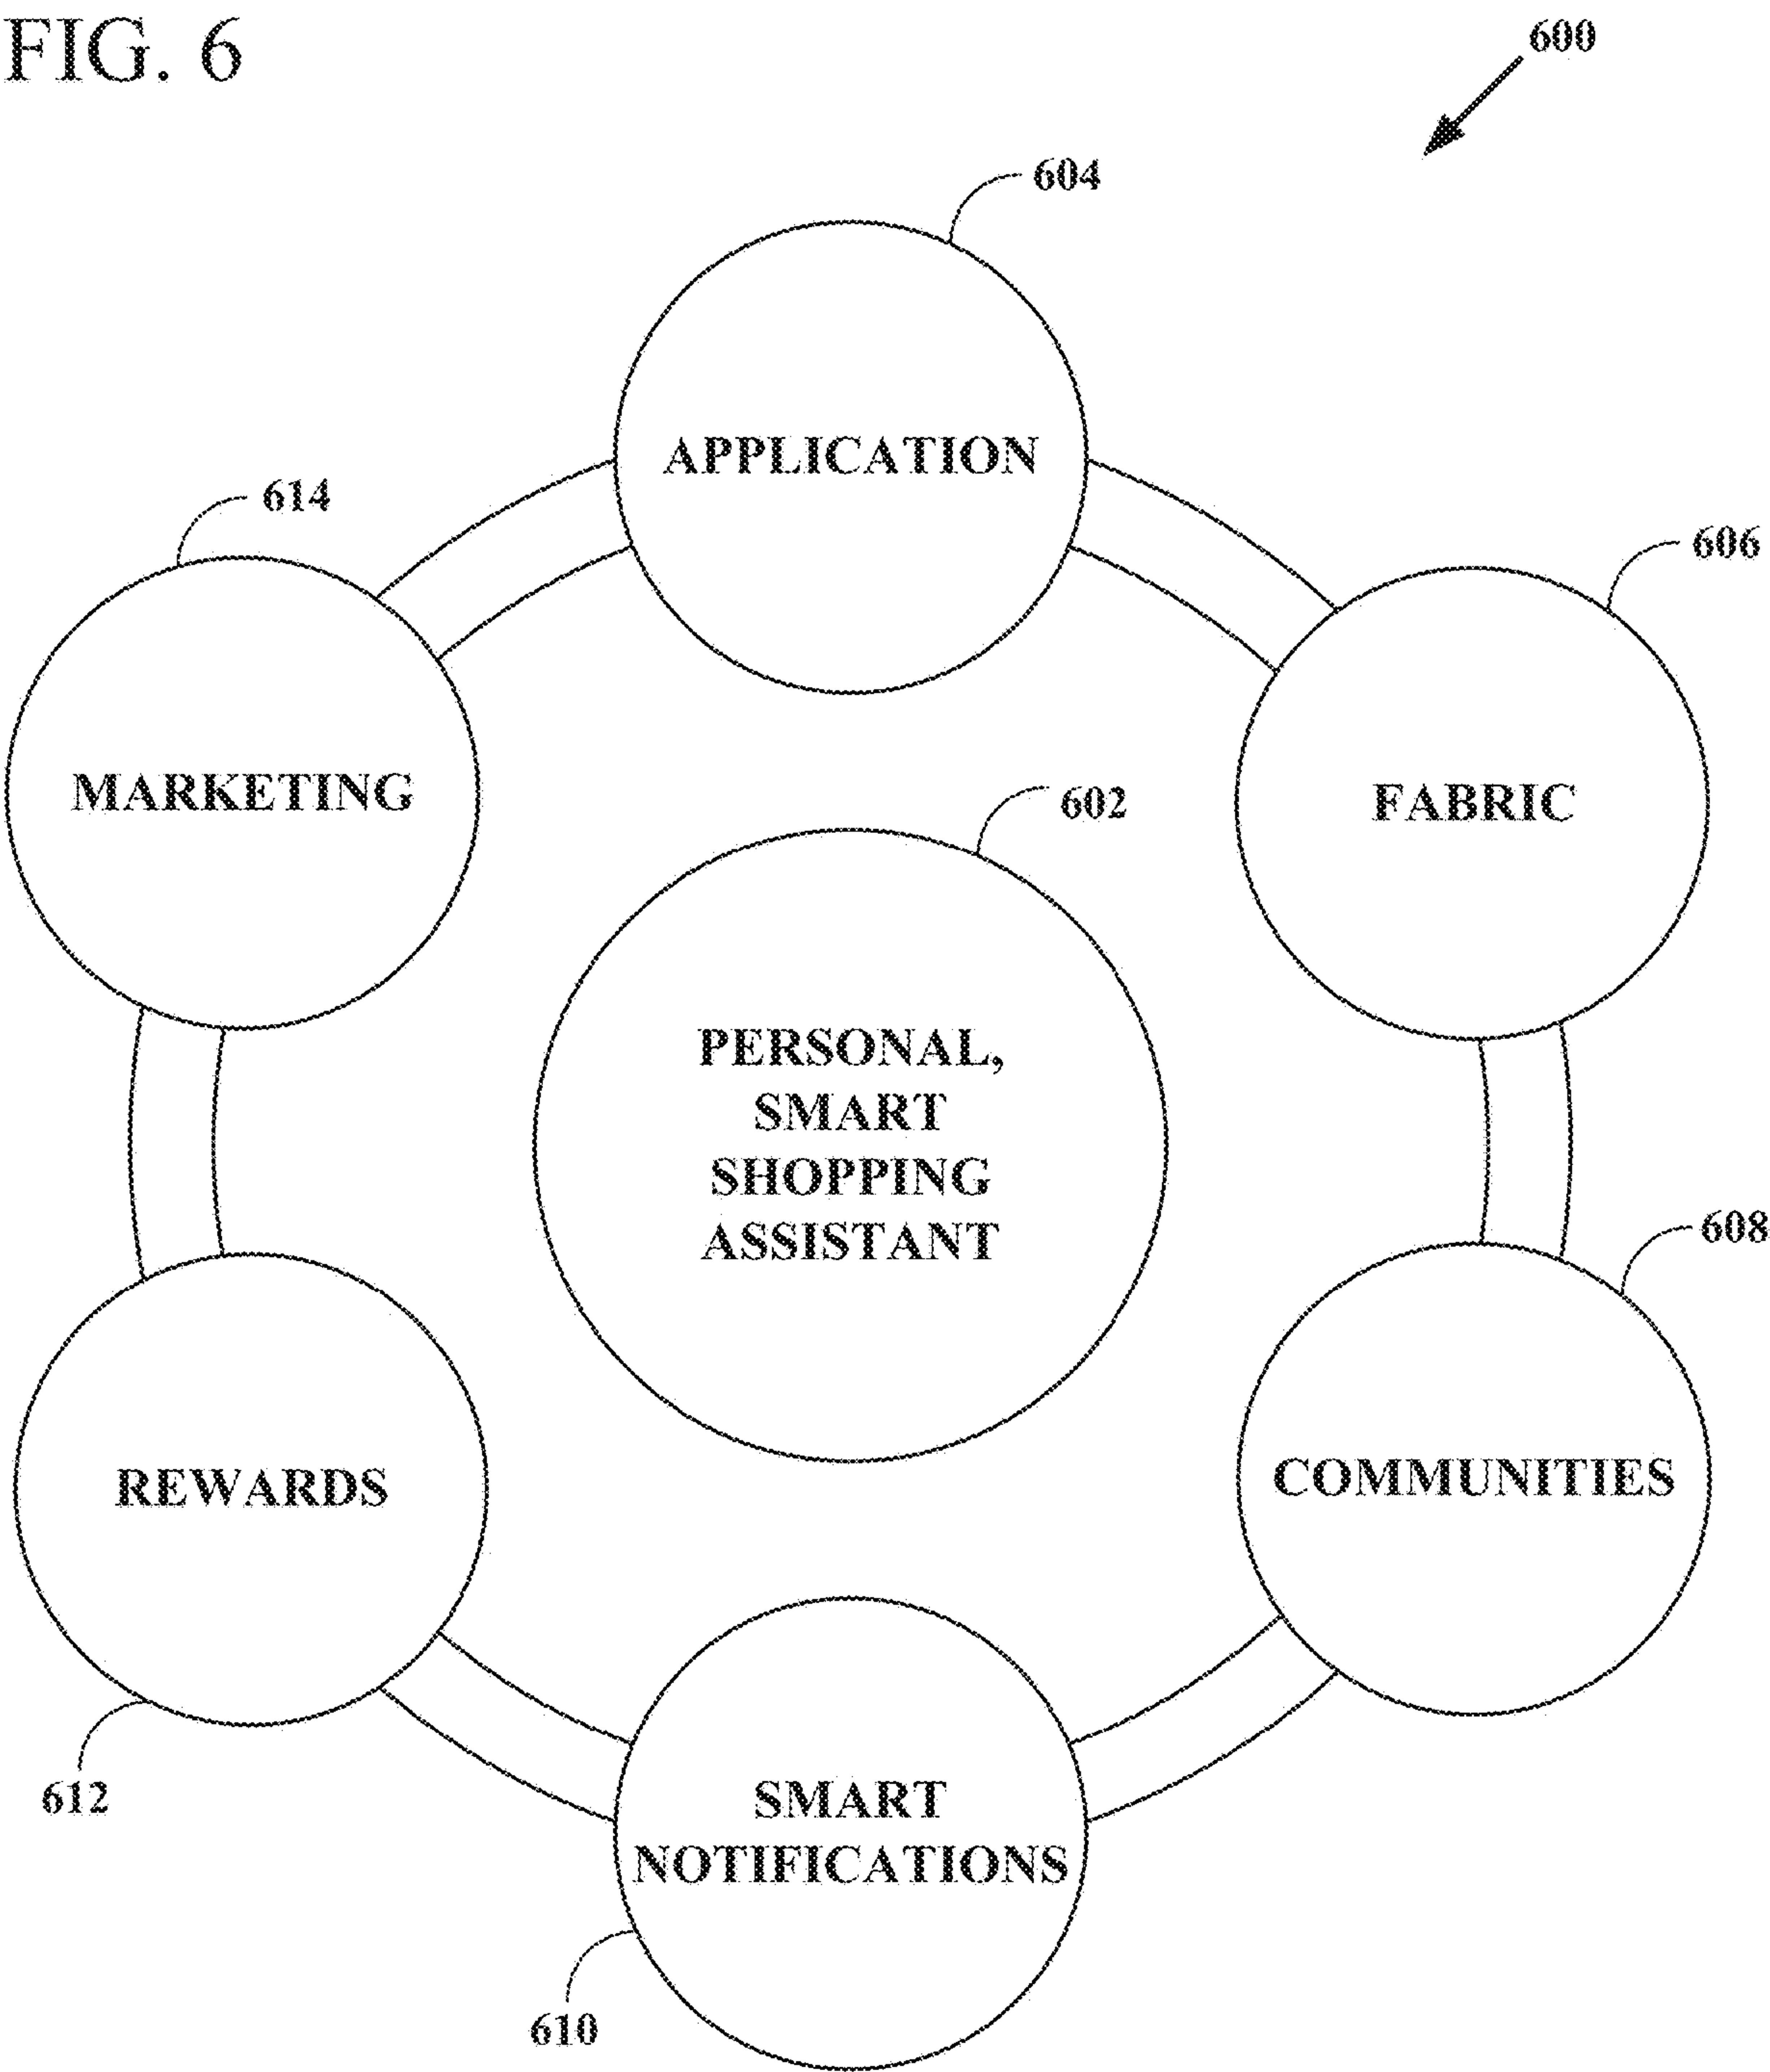 FIG. 6
600
604
APPLICATION
614
606
MARKETING
FABRIC
602
PERSONAL,
SMART
SHOPPING
ASSISTANT
608
REWARDS
COMMUNITIES
612
SMART
NOTIFICATIONS
610